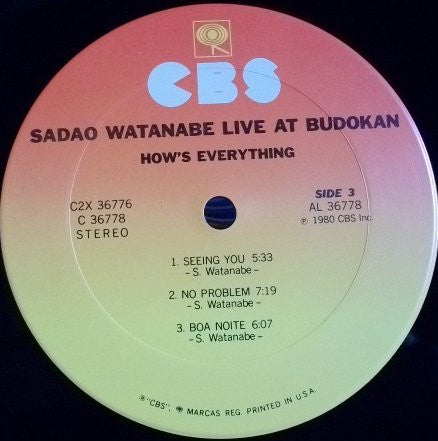 CBS
SADAO WATANABE LIVE AT BUDOKAN
HOW'S EVERYTHING
C2X 36776
C 36778
STEREO
SIDE 3
AL 36778
℗ 1980 CBS Inc.
1. SEEING YOU 5:33
– S. Watanabe –
2. NO PROBLEM 7:19
– S. Watanabe –
3. BOA NOITE 6:07
– S. Watanabe –
® "CBS", MARCAS REG. PRINTED IN U.S.A.